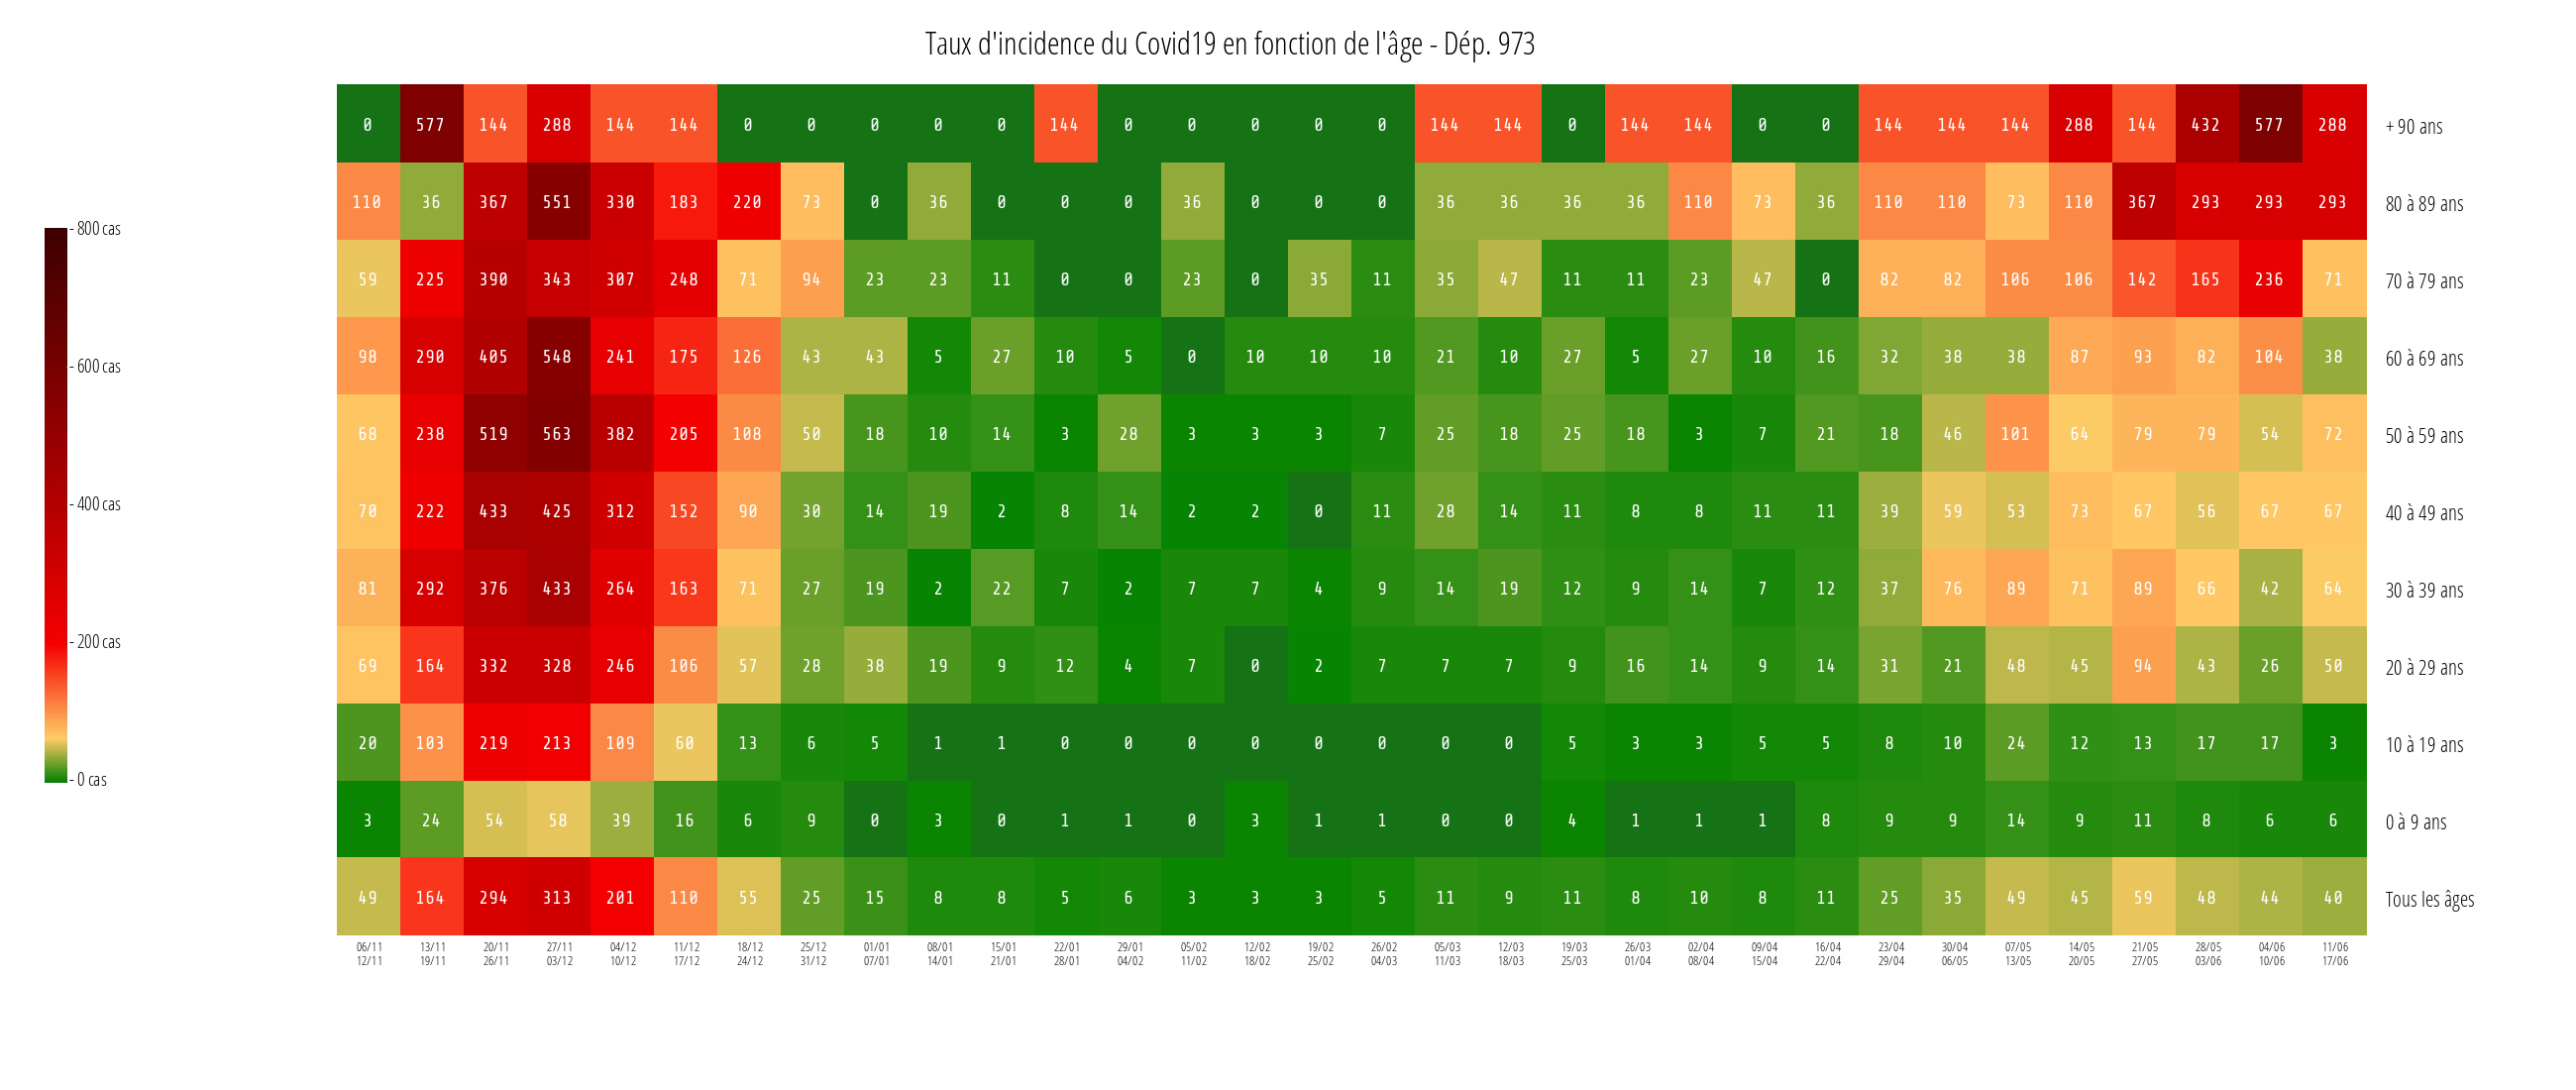 Taux d'incidence du Covid19 en fonction de l'âge - Dép. 973
- 800 cas
- 600 cas
- 400 cas
- 200 cas
- 0 cas
0 577 144 288 144 144 0 0 0 0 0 144 0 0 0 0 0 144 144 0 144 144 0 0 144 144 144 288 144 432 577 288 + 90 ans
110 36 367 551 330 183 220 73 0 36 0 0 0 36 0 0 0 36 36 36 36 110 73 36 110 110 73 110 367 293 293 293 80 à 89 ans
59 225 390 343 307 248 71 94 23 23 11 0 0 23 0 35 11 35 47 11 11 23 47 0 82 82 106 106 142 165 236 71 70 à 79 ans
98 290 405 548 241 175 126 43 43 5 27 10 5 0 10 10 10 21 10 27 5 27 10 16 32 38 38 87 93 82 104 38 60 à 69 ans
68 238 519 563 382 205 108 50 18 10 14 3 28 3 3 3 7 25 18 25 18 3 7 21 18 46 101 64 79 79 54 72 50 à 59 ans
70 222 433 425 312 152 90 30 14 19 2 8 14 2 2 0 11 28 14 11 8 8 11 11 39 59 53 73 67 56 67 67 40 à 49 ans
81 292 376 433 264 163 71 27 19 2 22 7 2 7 7 4 9 14 19 12 9 14 7 12 37 76 89 71 89 66 42 64 30 à 39 ans
69 164 332 328 246 106 57 28 38 19 9 12 4 7 0 2 7 7 7 9 16 14 9 14 31 21 48 45 94 43 26 50 20 à 29 ans
20 103 219 213 109 60 13 6 5 1 1 0 0 0 0 0 0 0 0 5 3 3 5 5 8 10 24 12 13 17 17 3 10 à 19 ans
3 24 54 58 39 16 6 9 0 3 0 1 1 0 3 1 1 0 0 4 1 1 1 8 9 9 14 9 11 8 6 6 0 à 9 ans
49 164 294 313 201 110 55 25 15 8 8 5 6 3 3 3 5 11 9 11 8 10 8 11 25 35 49 45 59 48 44 40 Tous les âges
06/11 13/11 20/11 27/11 04/12 11/12 18/12 25/12 01/01 08/01 15/01 22/01 29/01 05/02 12/02 19/02 26/02 05/03 12/03 19/03 26/03 02/04 09/04 16/04 23/04 30/04 07/05 14/05 21/05 28/05 04/06 11/06
12/11 19/11 26/11 03/12 10/12 17/12 24/12 31/12 07/01 14/01 21/01 28/01 04/02 11/02 18/02 25/02 04/03 11/03 18/03 25/03 01/04 08/04 15/04 22/04 29/04 06/05 13/05 20/05 27/05 03/06 10/06 17/06